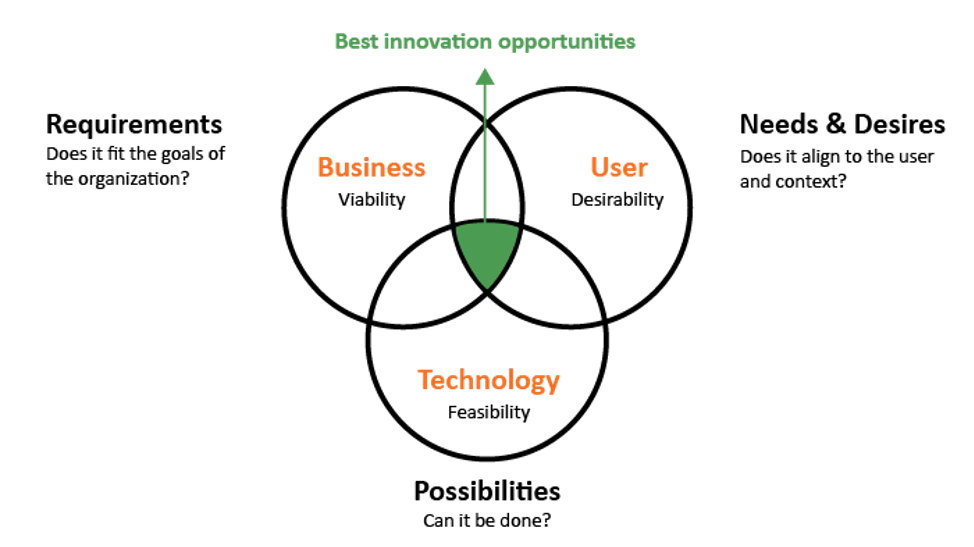 Best innovation opportunities
Requirements
Does it fit the goals of
the organization?
Business
Viability
User
Desirability
Needs & Desires
Does it align to the user
and context?
Technology
Feasibility
Possibilities
Can it be done?